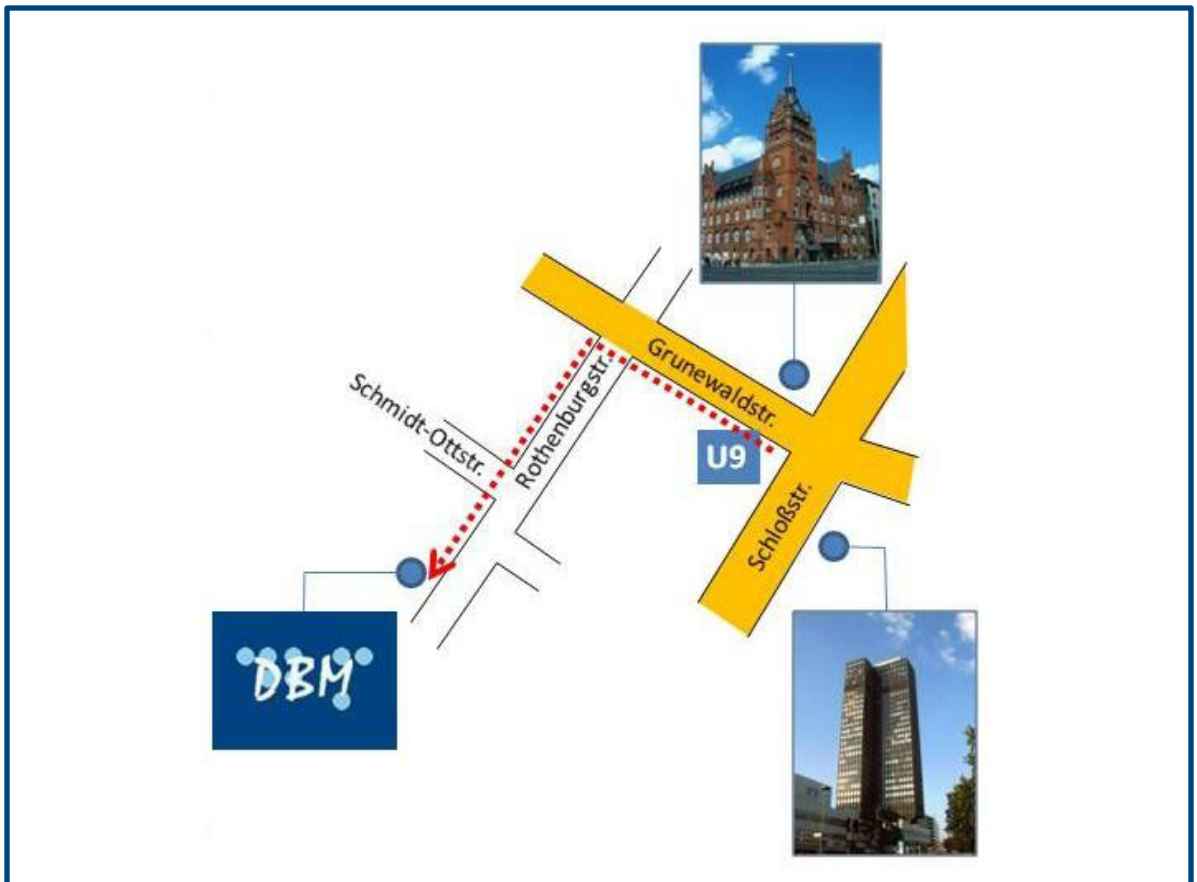 Grunewaldstr.
Schmidt-Ottstr.
Rothenburgstr.
U9
Schloßstr.
DBM